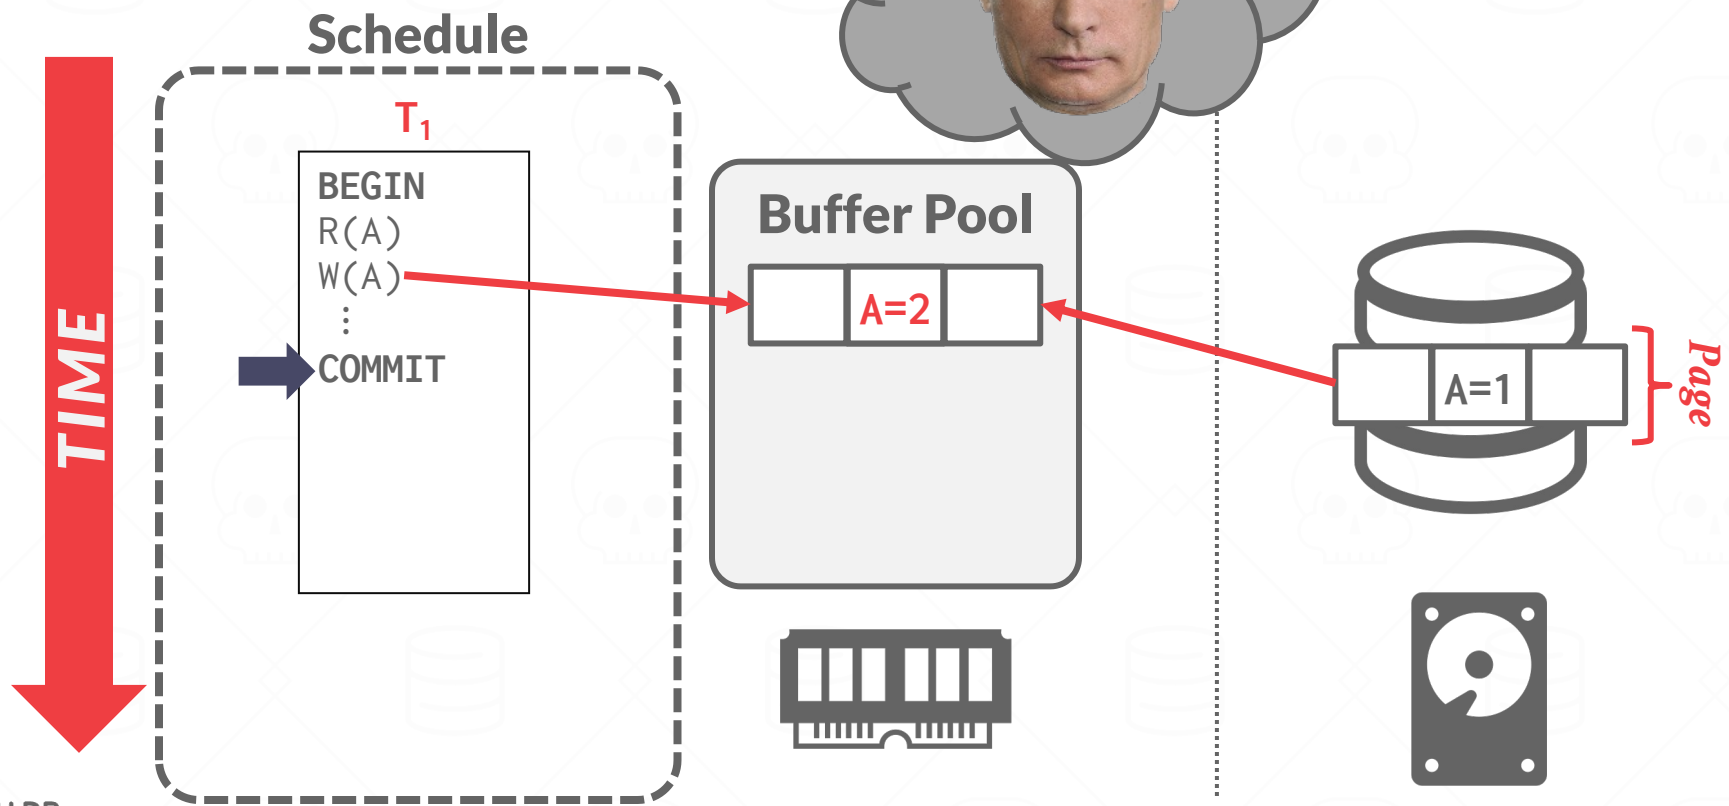 Schedule
TIME
T₁
BEGIN
R(A)
W(A)
⋮
COMMIT
Buffer Pool
A=2
A=1
Page